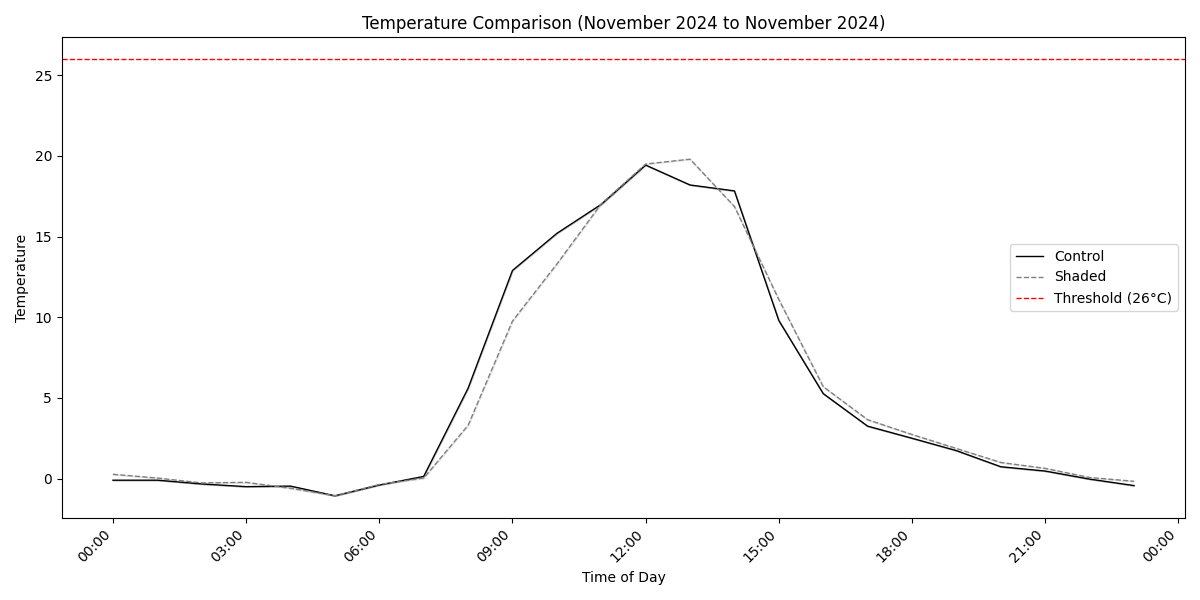 Temperature Comparison (November 2024 to November 2024)
Temperature
25
20
15
10
5
0
Control
Shaded
Threshold (26°C)
00:00
03:00
06:00
09:00
12:00
15:00
18:00
21:00
00:00
Time of Day